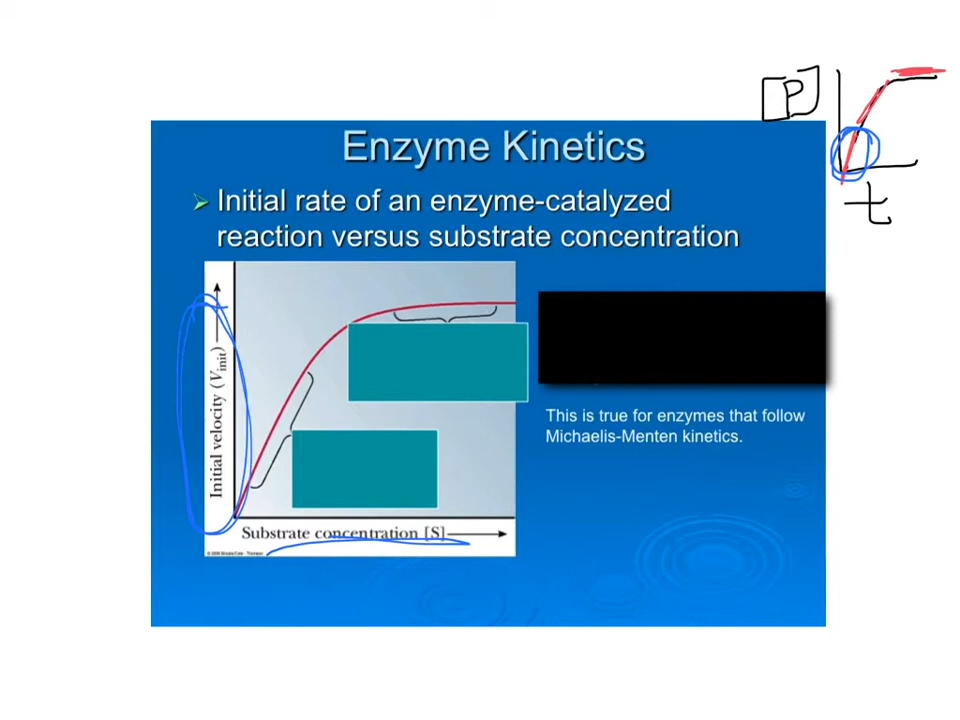 [P]
t
Enzyme Kinetics
Initial rate of an enzyme-catalyzed
reaction versus substrate concentration
Initial velocity (Vinit)
Substrate concentration [S]
This is true for enzymes that follow
Michaelis-Menten kinetics.